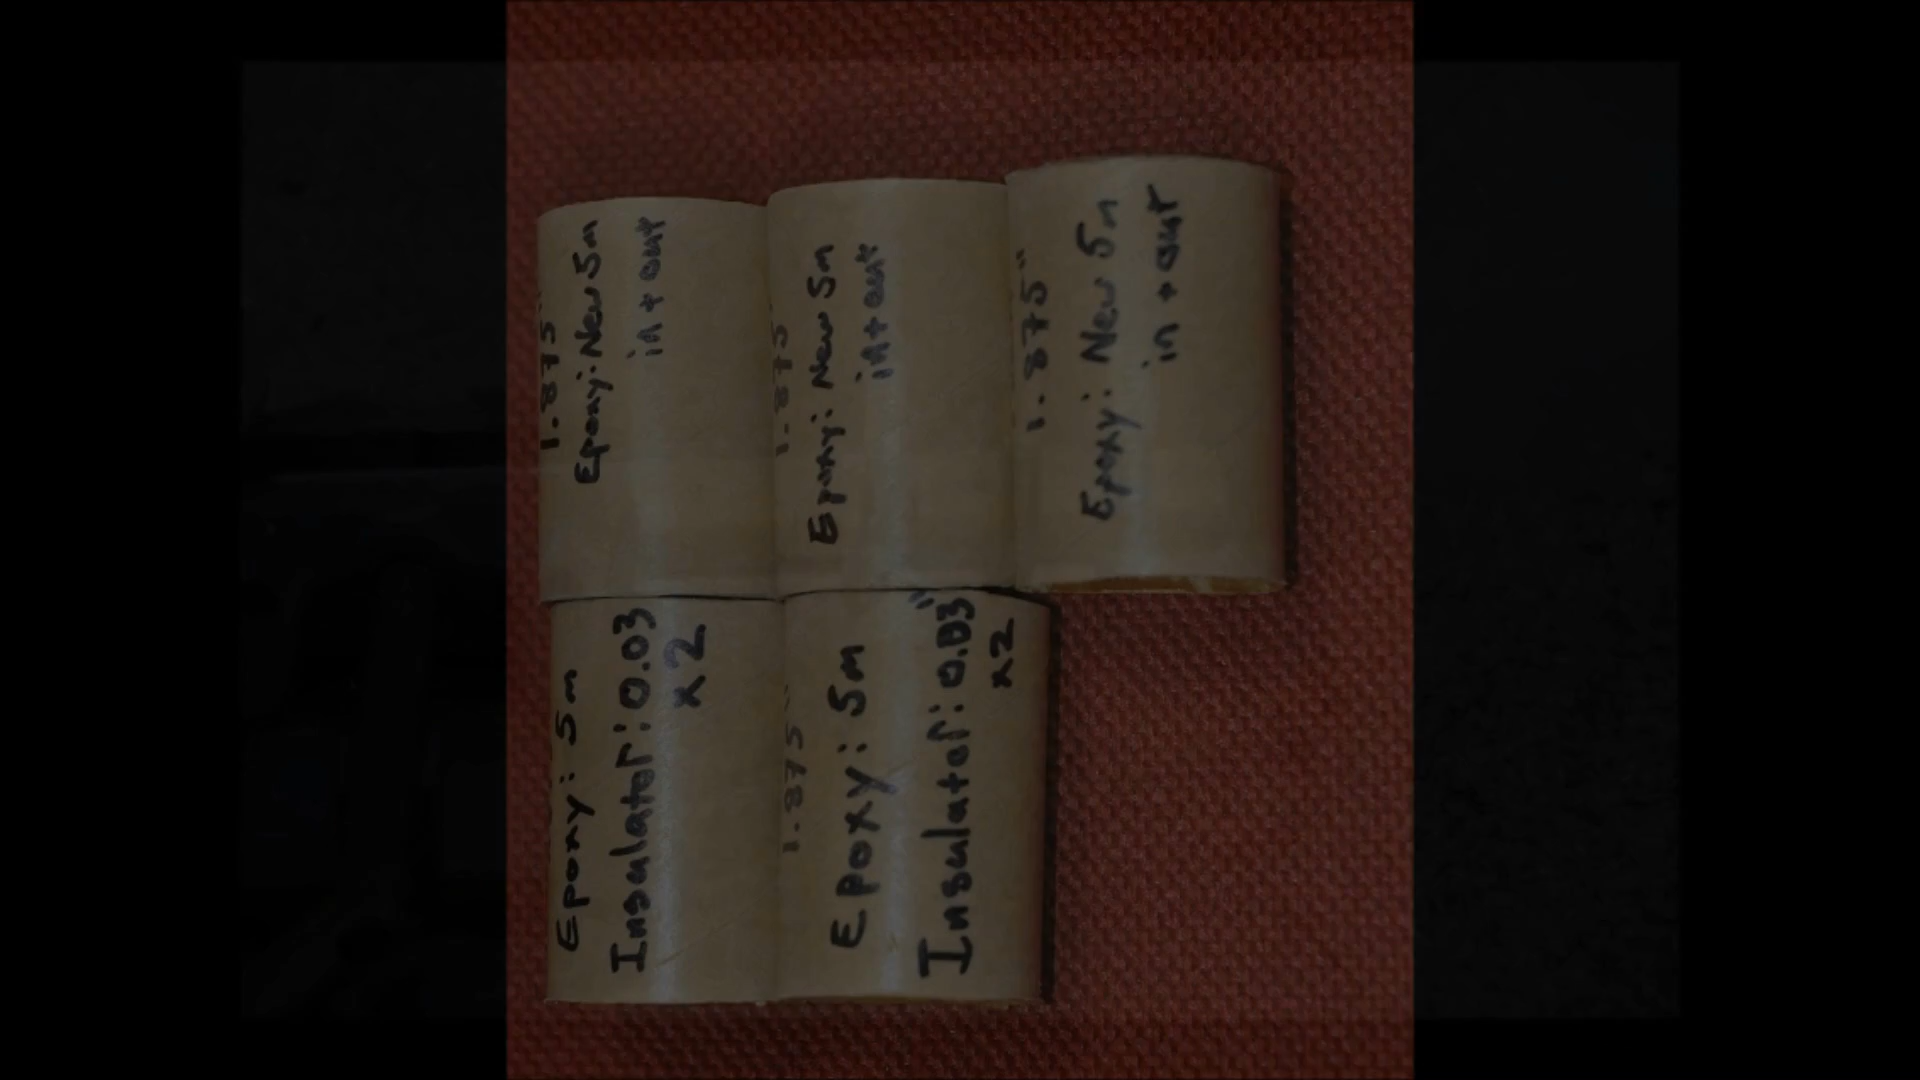 1.875"
Epoxy: New 5m
in + out
1.875
Epoxy: New 5m
in + out
1.875"
Epoxy: New 5m
in + out
Epoxy: 5m
Insulator: 0.03
x2
1.875"
Epoxy: 5m
Insulator: 0.03"
x2